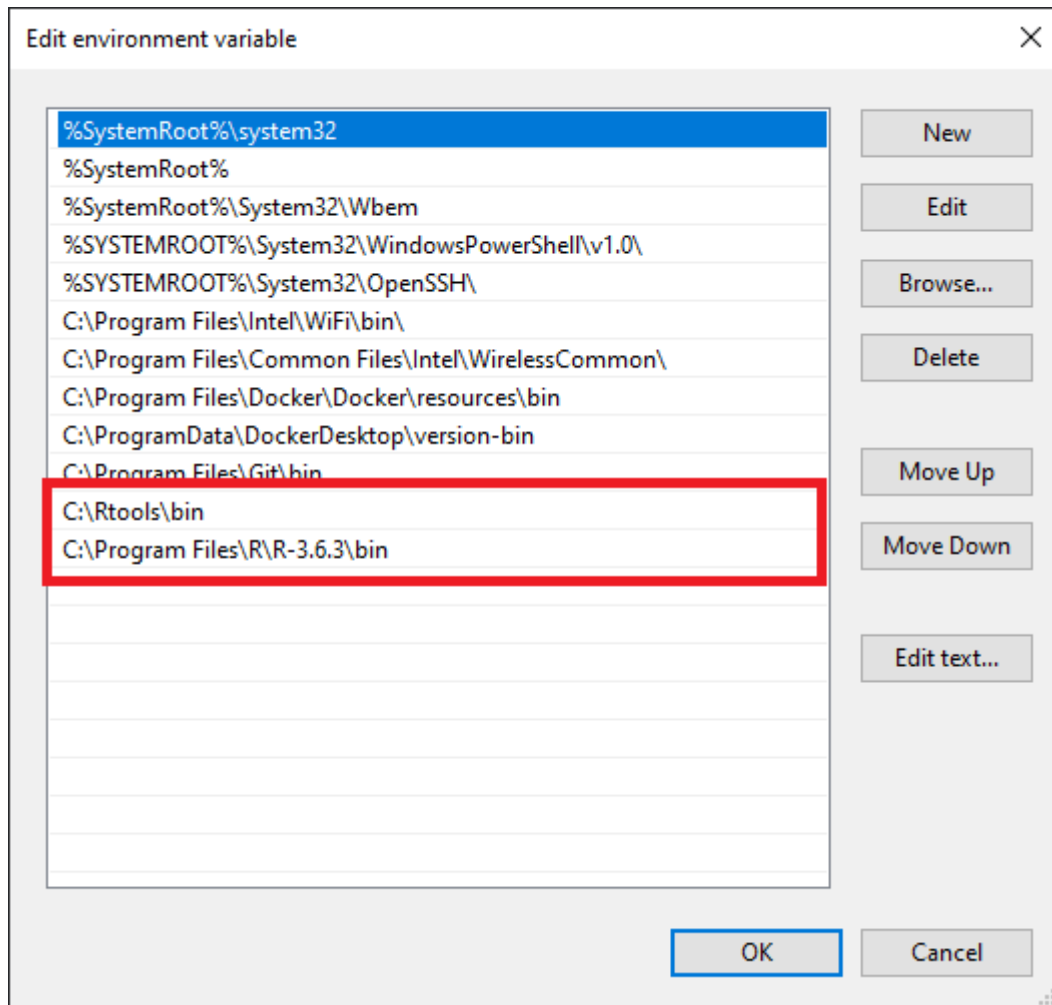 Edit environment variable
%SystemRoot%\system32
%SystemRoot%
%SystemRoot%\System32\Wbem
%SYSTEMROOT%\System32\WindowsPowerShell\v1.0\
%SYSTEMROOT%\System32\OpenSSH\
C:\Program Files\Intel\WiFi\bin\
C:\Program Files\Common Files\Intel\WirelessCommon\
C:\Program Files\Docker\Docker\resources\bin
C:\ProgramData\DockerDesktop\version-bin
C:\Program Files\Git\bin
C:\Rtools\bin
C:\Program Files\R\R-3.6.3\bin
New
Edit
Browse...
Delete
Move Up
Move Down
Edit text...
OK
Cancel